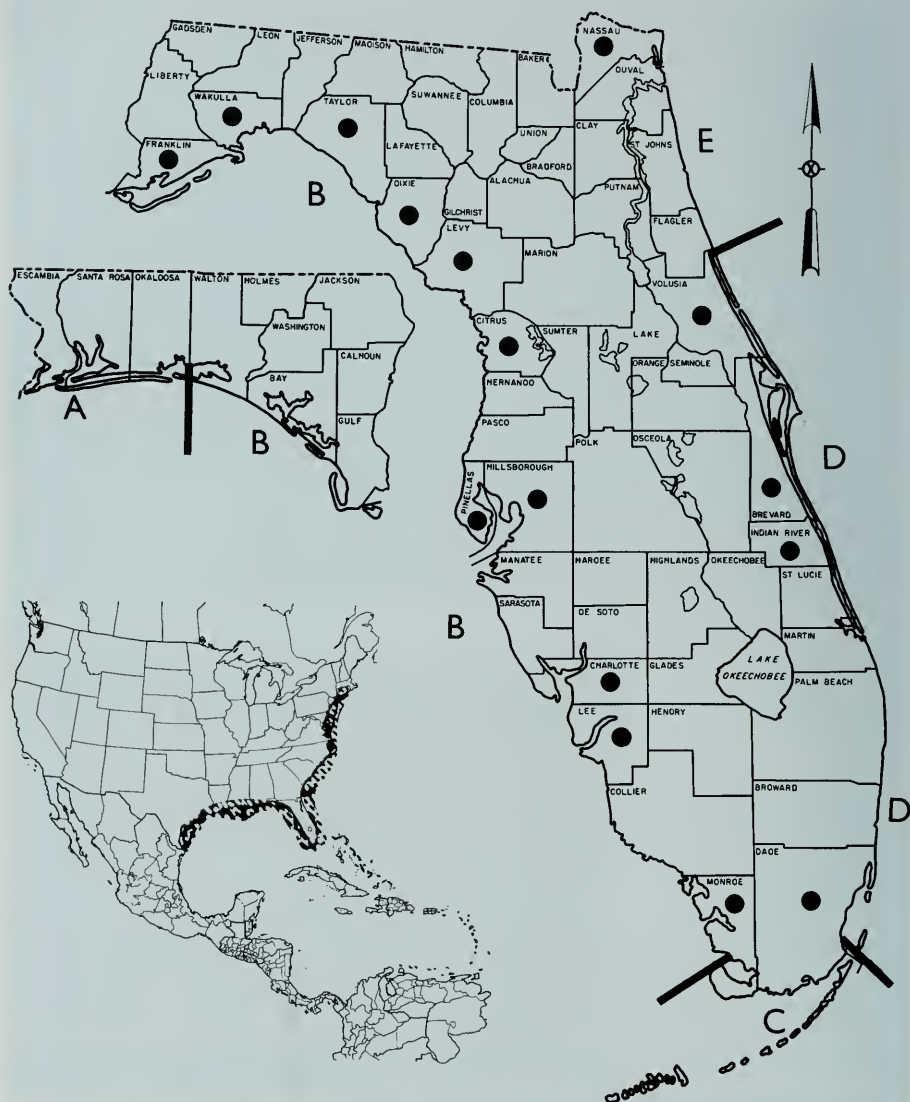 GADSDEN
LEON
JEFFERSON
MADISON
HAMILTON
NASSAU
BAKER
DUVAL
LIBERTY
WAKULLA
TAYLOR
SUWANNEE
COLUMBIA
UNION
CLAY
ST JOHNS
E
FRANKLIN
LAFAYETTE
BRADFORD
B
DIXIE
GILCHRIST
ALACHUA
PUTNAM
FLAGLER
LEVY
MARION
VOLUSIA
ESCAMBIA
SANTA ROSA
OKALOOSA
WALTON
HOLMES
JACKSON
WASHINGTON
CALHOUN
BAY
GULF
A
B
CITRUS
SUMTER
LAKE
ORANGE
SEMINOLE
HERNANDO
PASCO
POLK
OSCEOLA
D
PINELLAS
HILLSBOROUGH
BREVARD
INDIAN RIVER
MANATEE
HARDEE
HIGHLANDS
OKEECHOBEE
ST LUCIE
SARASOTA
DE SOTO
B
MARTIN
CHARLOTTE
GLADES
LAKE
OKEECHOBEE
PALM BEACH
LEE
HENDRY
COLLIER
BROWARD
D
DADE
MONROE
C